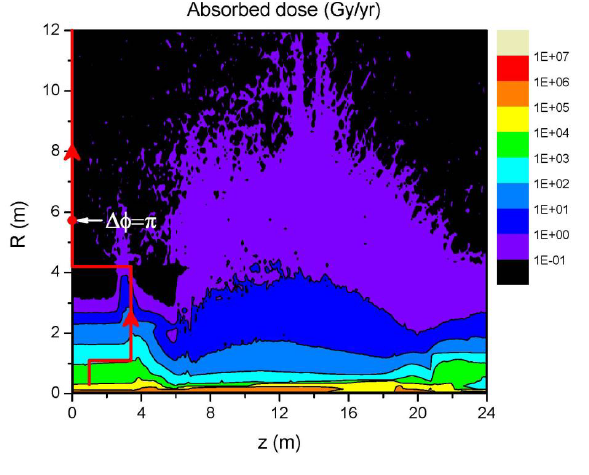 Absorbed dose (Gy/yr)
12
10
8
6
4
2
0
R (m)
Δϕ=π
0
4
8
12
16
20
24
z (m)
1E+07
1E+06
1E+05
1E+04
1E+03
1E+02
1E+01
1E+00
1E-01